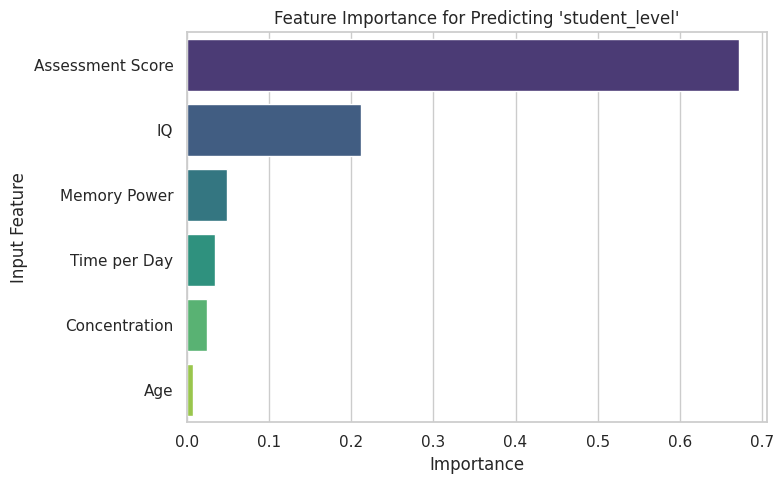 Feature Importance for Predicting 'student_level'
Assessment Score
IQ
Memory Power
Time per Day
Concentration
Age
Input Feature
0.0 0.1 0.2 0.3 0.4 0.5 0.6 0.7
Importance